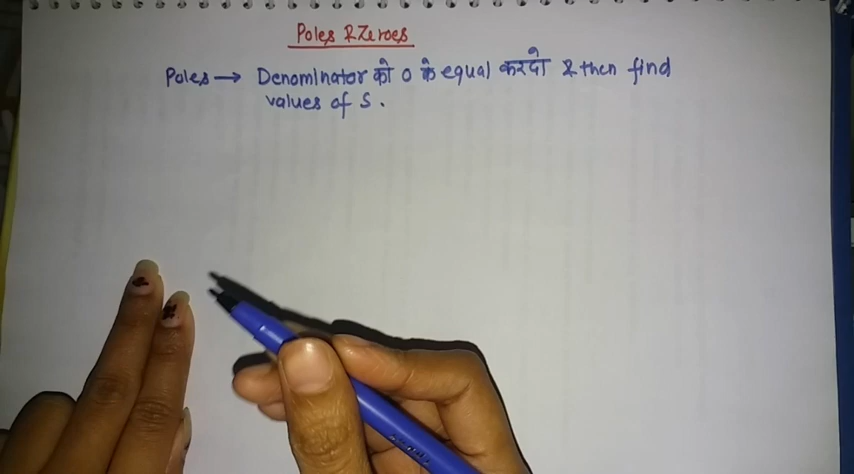 Poles & Zeroes
Poles → Denominator को 0 के equal करदो & then find
values of S.